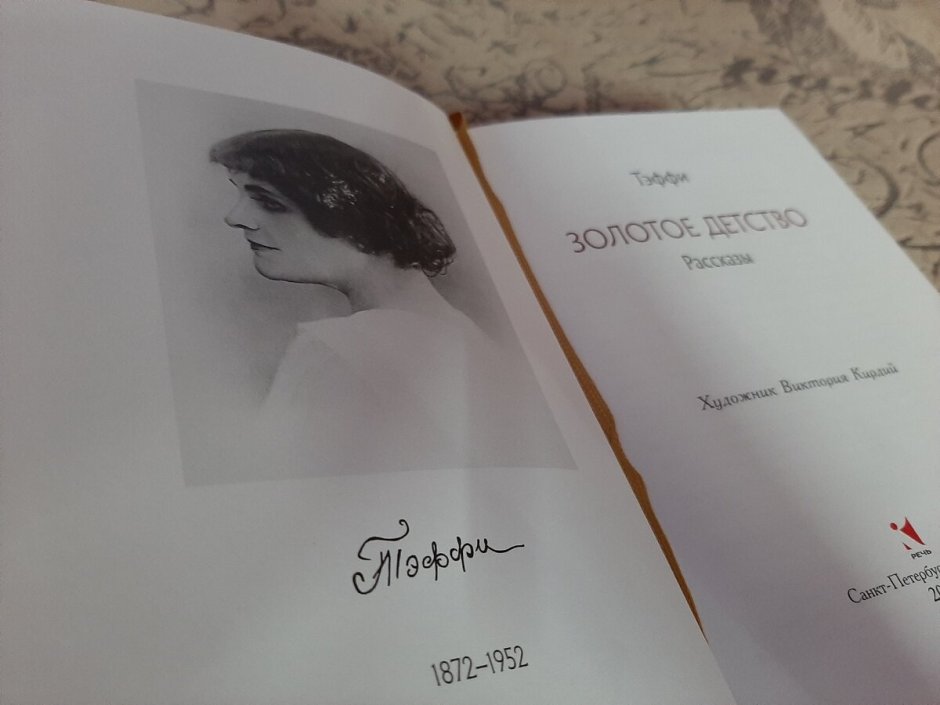 Тэффи
1872–1952
Тэффи
ЗОЛОТОЕ ДЕТСТВО
Рассказы
Художник Виктория Кирдий
РЕЧЬ